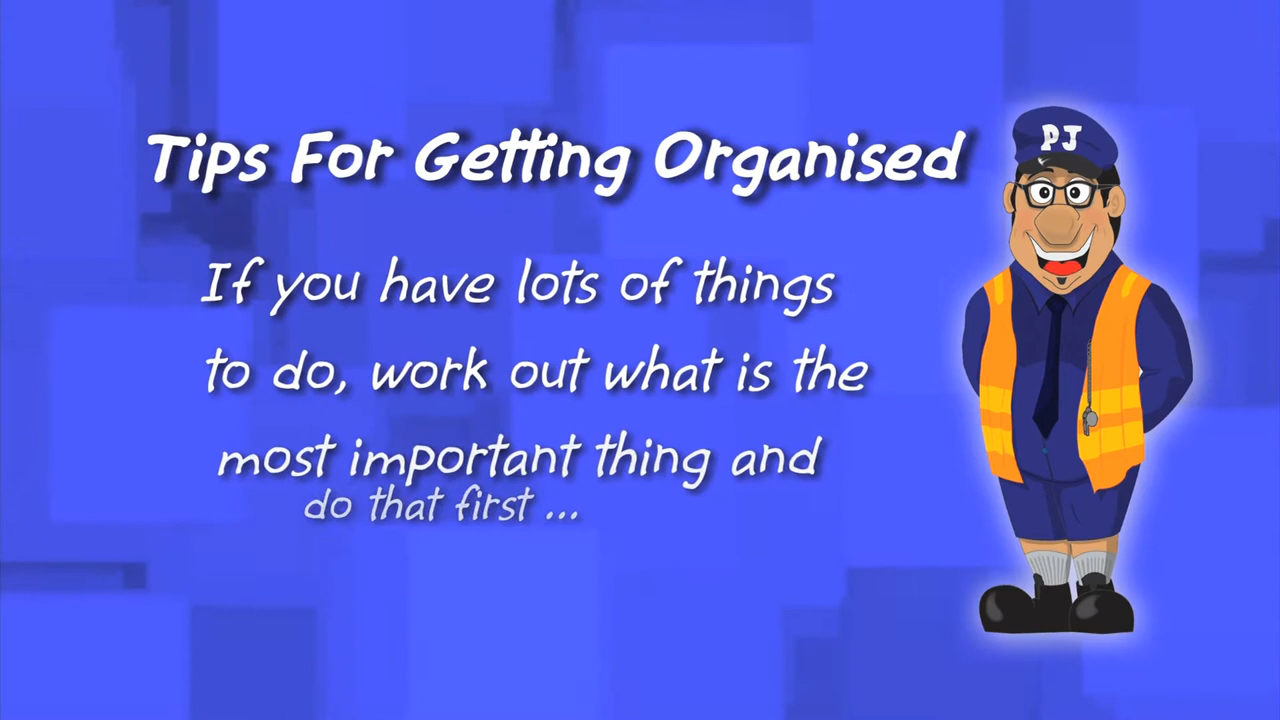 Tips For Getting Organised
PJ
If you have lots of things
to do, work out what is the
most important thing and
do that first ...